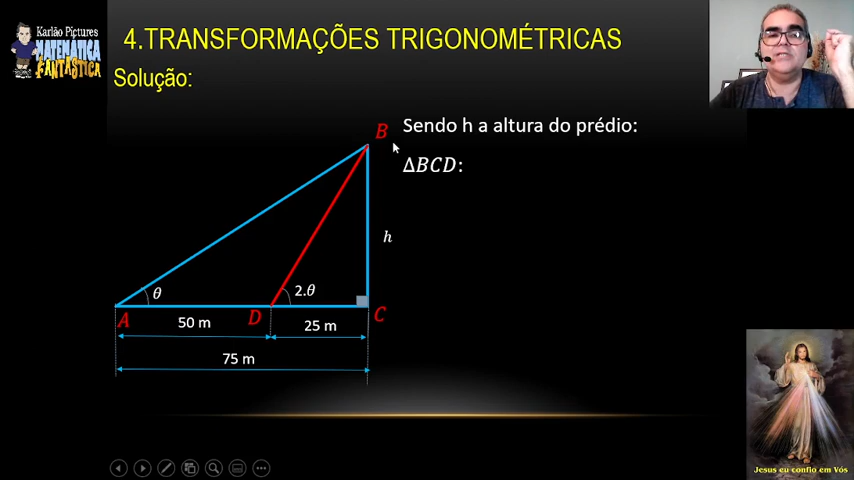 Karlão Pictures
MATEMÁTICA
FANTÁSTICA
4.TRANSFORMAÇÕES TRIGONOMÉTRICAS
Solução:
Sendo h a altura do prédio:
ΔBCD:
B
h
θ
2.θ
A
D
C
50 m
25 m
75 m
Jesus eu confio em Vós